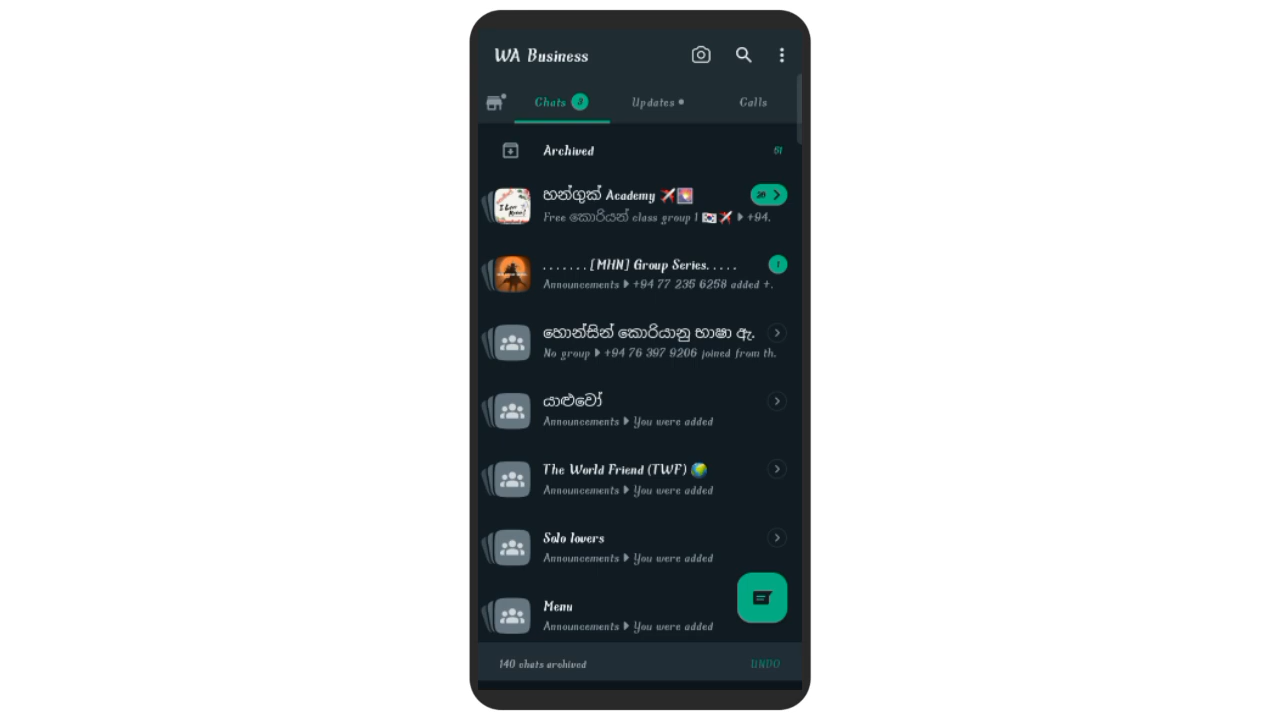 WA Business
Chats 3
Updates
Calls
Archived 61
හන්ගුක් Academy ✈️🌅
Free කොරියන් class group 1 🇰🇷 ✈️ ▶ +94.
. . . . . . . [MHN] Group Series. . . . . 1
Announcements ▶ +94 77 235 6258 added +.
හොන්සින් කොරියානු භාෂා ඇ.
No group ▶ +94 76 397 9206 joined from th.
යාළුවෝ
Announcements ▶ You were added
The World Friend (TWF) 🌍
Announcements ▶ You were added
Solo lovers
Announcements ▶ You were added
Menu
Announcements ▶ You were added
140 chats archived UNDO